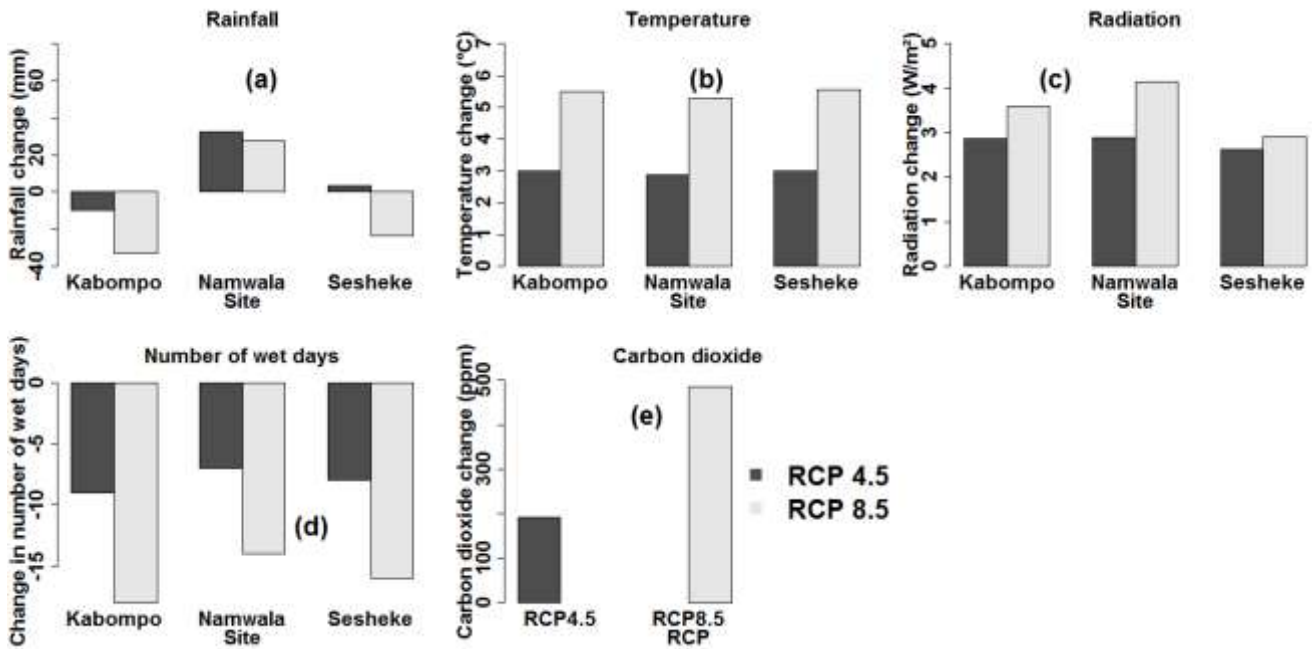 Rainfall
Rainfall change (mm)
(a)
60
20
0
-40
Kabompo Namwala Sesheke
Site
Temperature
Temperature change (°C)
(b)
7
6
5
4
3
2
1
0
Kabompo Namwala Sesheke
Site
Radiation
Radiation change (W/m²)
(c)
5
4
3
2
1
0
Kabompo Namwala Sesheke
Site
Number of wet days
Change in number of wet days)
(d)
0
-5
-10
-15
Kabompo Namwala Sesheke
Site
Carbon dioxide
Carbon dioxide change (ppm)
(e)
500
300
100
0
RCP4.5 RCP8.5
RCP
RCP 4.5
RCP 8.5